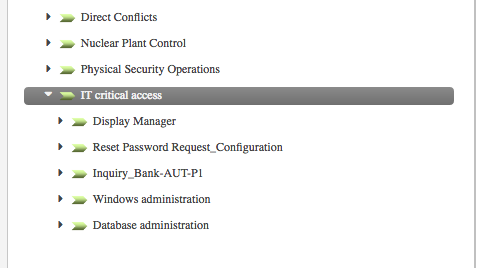 Direct Conflicts
Nuclear Plant Control
Physical Security Operations
IT critical access
Display Manager
Reset Password Request_Configuration
Inquiry_Bank-AUT-P1
Windows administration
Database administration